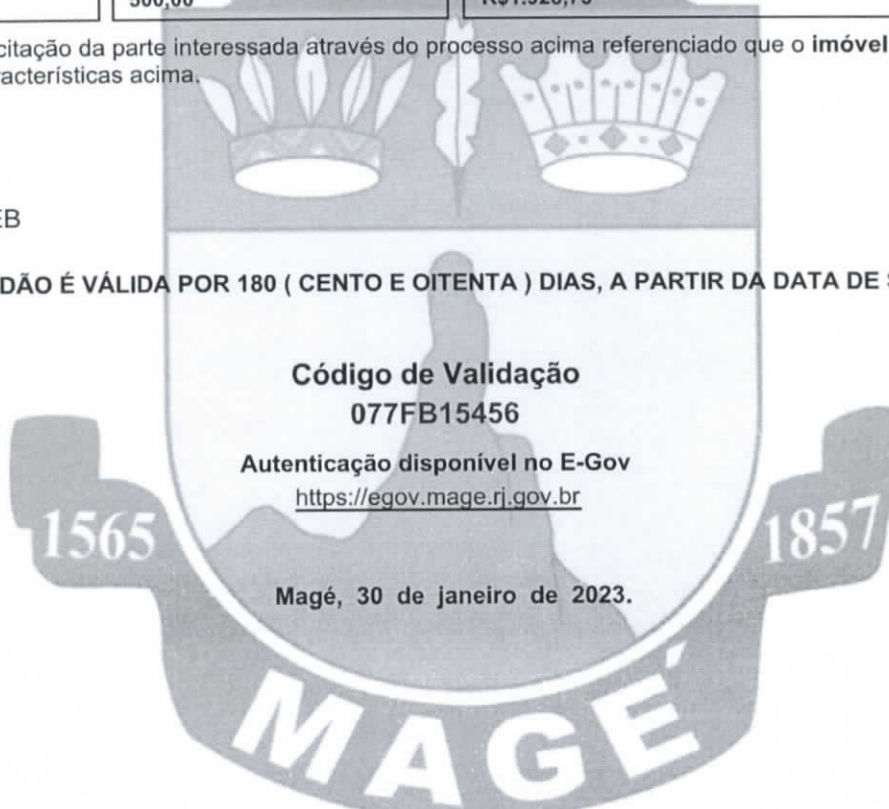 citação da parte interessada através do processo acima referenciado que o imóvel
acterísticas acima.
EB
DÃO É VÁLIDA POR 180 ( CENTO E OITENTA ) DIAS, A PARTIR DA DATA DE
Código de Validação
077FB15456
Autenticação disponível no E-Gov
https://egov.mage.rj.gov.br
1565
1857
Magé, 30 de janeiro de 2023.
MAGÉ